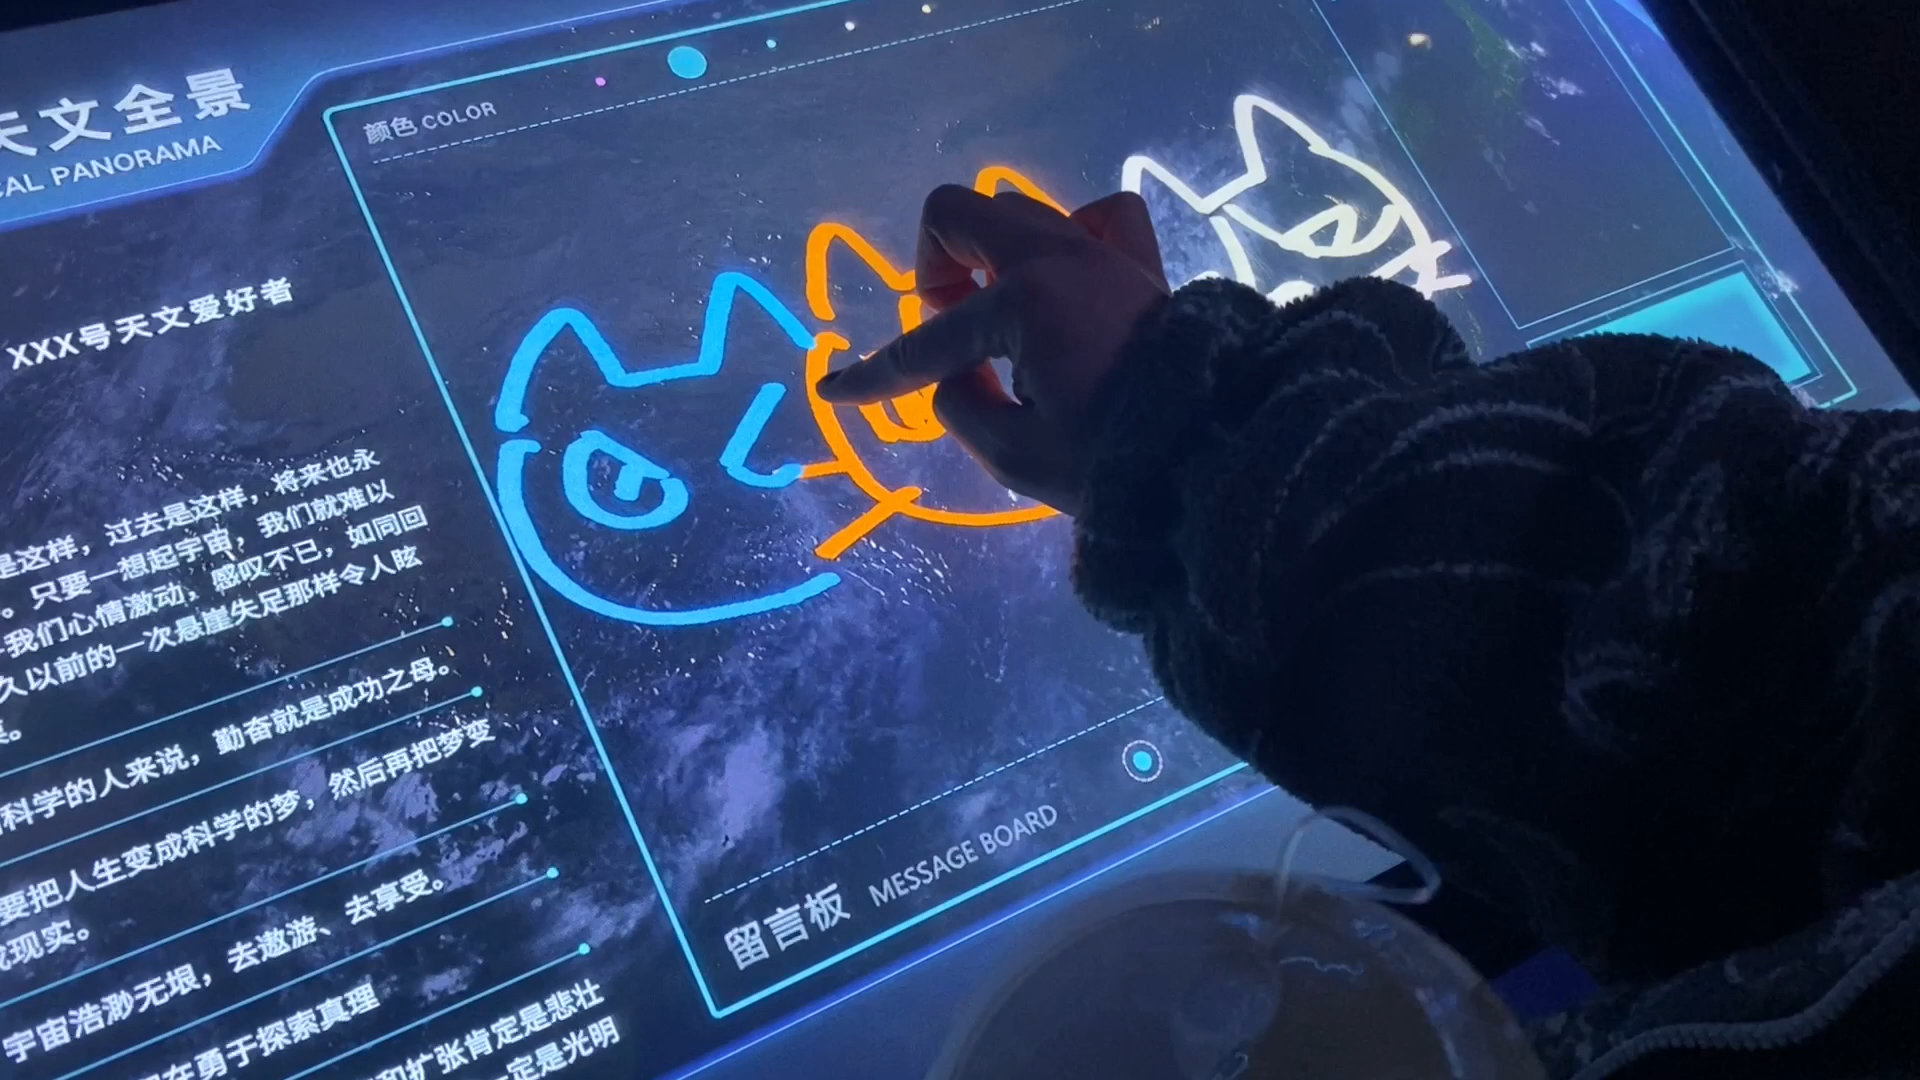 天文全景
CAL PANORAMA
颜色 COLOR
XXX号天文爱好者
是这样，过去是这样，将来也永
。只要一想起宇宙，我们就难以
我们心情激动，感叹不已，如同回
久以前的一次悬崖失足那样令人眩
科学的人来说，勤奋就是成功之母。
要把人生变成科学的梦，然后再把梦变
成现实。
宇宙浩渺无垠，去遨游、去享受。
在勇于探索真理
和扩张肯定是悲壮
一定是光明
留言板 MESSAGE BOARD